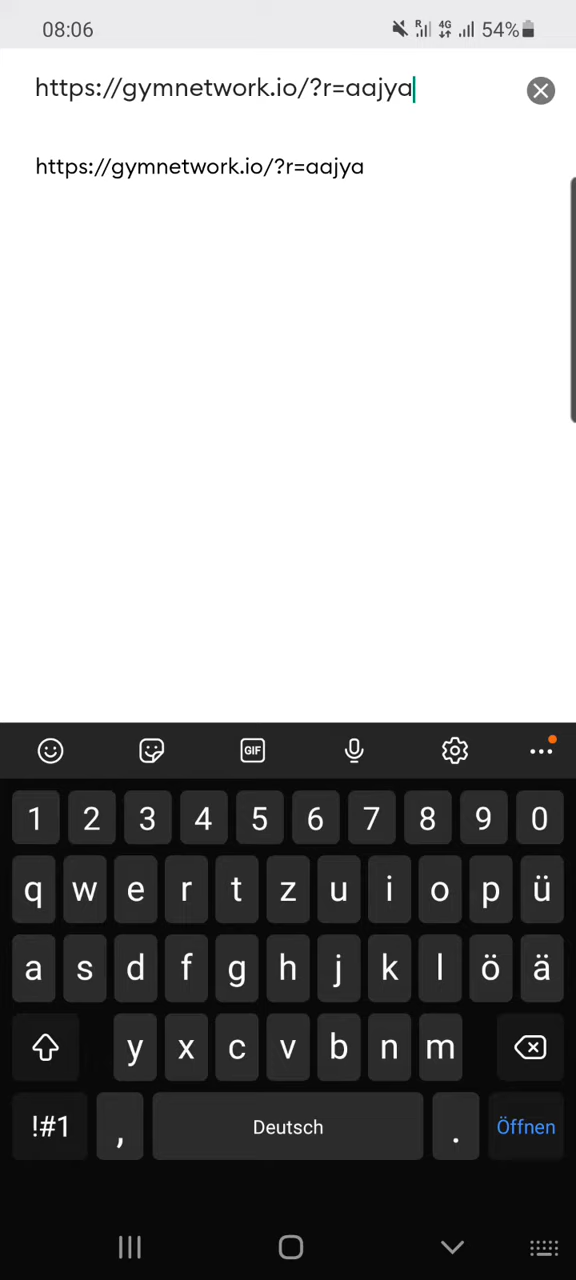 08:06
R 4G 54%
https://gymnetwork.io/?r=aajya
https://gymnetwork.io/?r=aajya
GIF
1 2 3 4 5 6 7 8 9 0
q w e r t z u i o p ü
a s d f g h j k l ö ä
y x c v b n m
!#1 , Deutsch . Öffnen